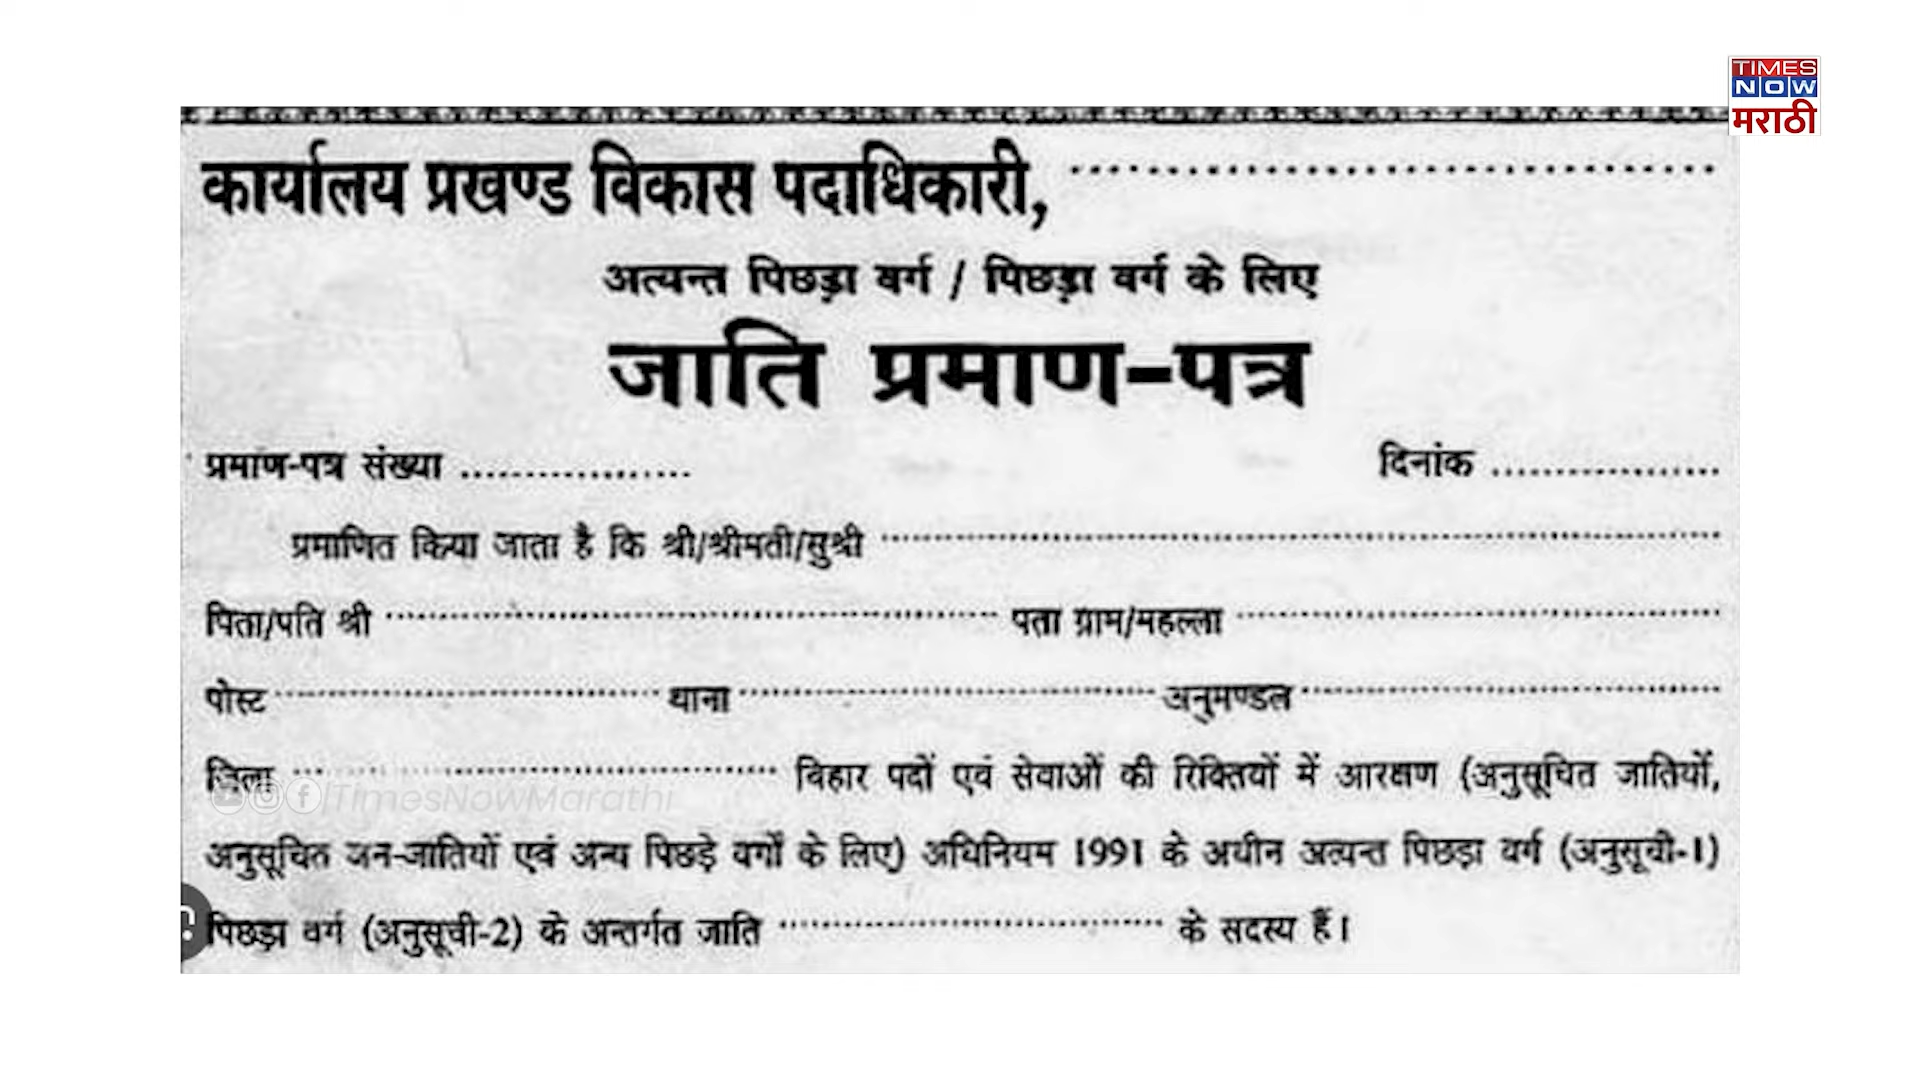 TIMES
NOW
मराठी
कार्यालय प्रखण्ड विकास पदाधिकारी, ....................................
अत्यन्त पिछड़ा वर्ग / पिछड़ा वर्ग के लिए
जाति प्रमाण-पत्र
प्रमाण-पत्र संख्या .................. दिनांक ..................
प्रमाणित किया जाता है कि श्री/श्रीमती/सुश्री ....................................
पिता/पति श्री .................................... पता ग्राम/महल्ला ....................................
पोस्ट .................................... थाना .................................... अनुमण्डल ....................................
जिला .................................... बिहार पदों एवं सेवाओं की रिक्तियों में आरक्षण (अनुसूचित जातियों,
/TimesNowMarathi
अनुसूचित जन-जातियों एवं अन्य पिछड़े वर्गों के लिए) अधिनियम 1991 के अधीन अत्यन्त पिछड़ा वर्ग (अनुसूची-1)
पिछड़ा वर्ग (अनुसूची-2) के अन्तर्गत जाति .................................... के सदस्य हैं।